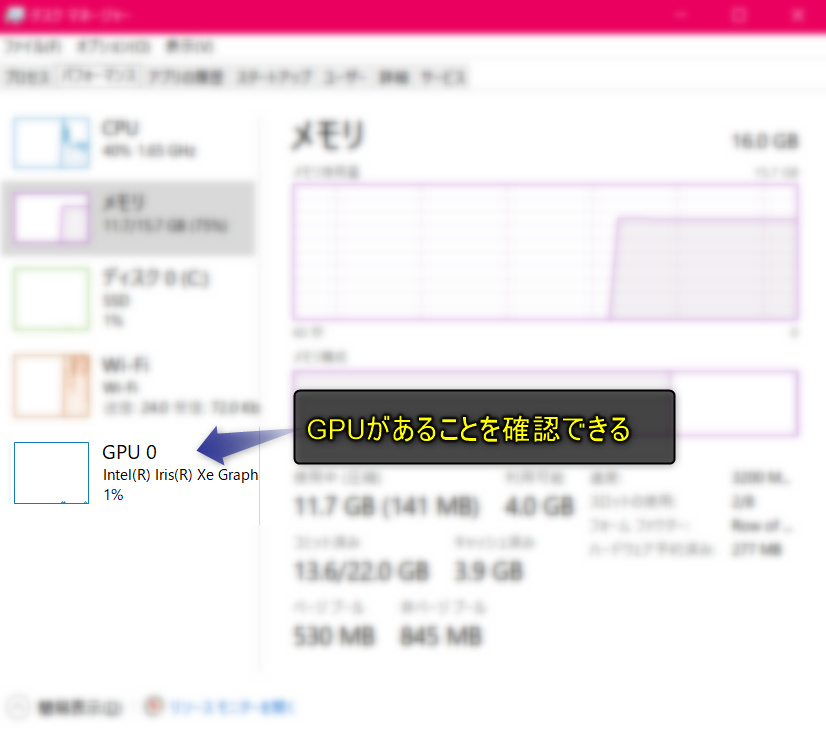 タスク マネージャー
ファイル(F) オプション(O) 表示(V)
プロセス パフォーマンス アプリの履歴 スタートアップ ユーザー 詳細 サービス
CPU
40% 1.65 GHz
メモリ
11.7/15.7 GB (75%)
ディスク 0 (C:)
SSD
1%
Wi-Fi
Wi-Fi
GPU 0
Intel(R) Iris(R) Xe Graph
1%
メモリ
16.0 GB
メモリ使用量
15.7 GB
60 秒
0
メモリ構成
GPUがあることを確認できる
使用中 (圧縮)
利用可能
11.7 GB (141 MB)
4.0 GB
コミット済み
キャッシュ済み
13.6/22.0 GB
3.9 GB
ページ プール
非ページ プール
530 MB
845 MB
速度:
3200 M...
スロットの使用:
2/8
フォーム ファクター:
Row of ...
ハードウェア予約済み:
277 MB
簡易表示(D)
リソース モニターを開く